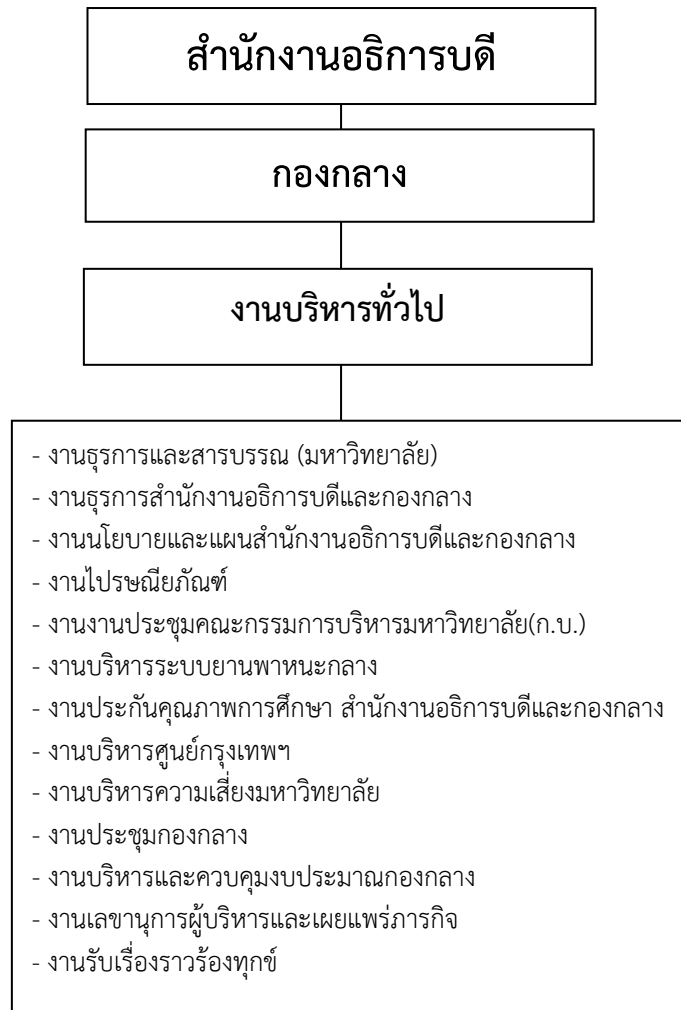 สำนักงานอธิการบดี
กองกลาง
งานบริหารทั่วไป
- งานธุรการและสารบรรณ (มหาวิทยาลัย)
- งานธุรการสำนักงานอธิการบดีและกองกลาง
- งานนโยบายและแผนสำนักงานอธิการบดีและกองกลาง
- งานไปรษณียภัณฑ์
- งานงานประชุมคณะกรรมการบริหารมหาวิทยาลัย(ก.บ.)
- งานบริหารระบบยานพาหนะกลาง
- งานประกันคุณภาพการศึกษา สำนักงานอธิการบดีและกองกลาง
- งานบริหารศูนย์กรุงเทพฯ
- งานบริหารความเสี่ยงมหาวิทยาลัย
- งานประชุมกองกลาง
- งานบริหารและควบคุมงบประมาณกองกลาง
- งานเลขานุการผู้บริหารและเผยแพร่ภารกิจ
- งานรับเรื่องราวร้องทุกข์